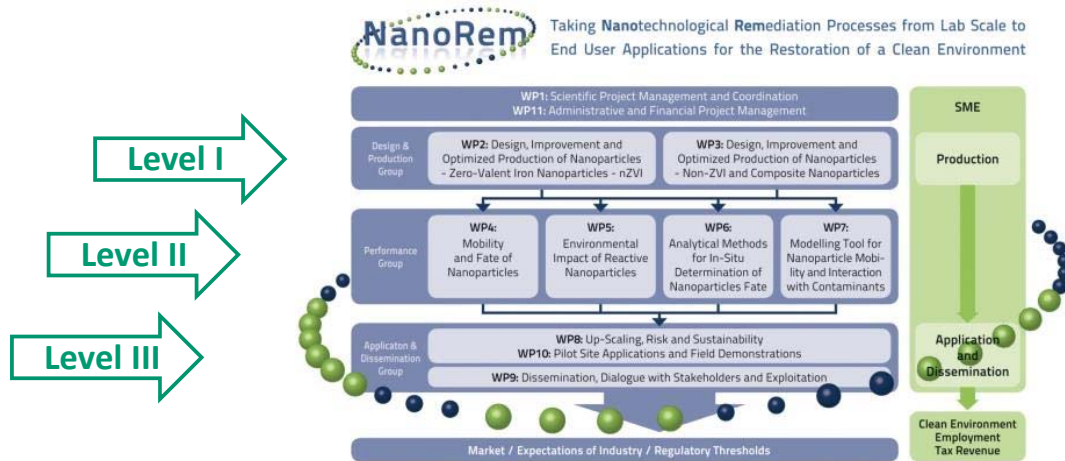 NanoRem
Taking Nanotechnological Remediation Processes from Lab Scale to
End User Applications for the Restoration of a Clean Environment
WP1: Scientific Project Management and Coordination
WP11: Administrative and Financial Project Management
SME
Level I
Design &
Production
Group
WP2: Design, Improvement and
Optimized Production of Nanoparticles
- Zero-Valent Iron Nanoparticles - nZVI
WP3: Design, Improvement and
Optimized Production of Nanoparticles
- Non-ZVI and Composite Nanoparticles
Production
Level II
Performance
Group
WP4:
Mobility
and Fate of
Nanoparticles
WP5:
Environmental
Impact of Reactive
Nanoparticles
WP6:
Analytical Methods
for In-Situ
Determination of
Nanoparticles Fate
WP7:
Modelling Tool for
Nanoparticle Mobi-
lity and Interaction
with Contaminants
Level III
Applicaton &
Dissemination
Group
WP8: Up-Scaling, Risk and Sustainability
WP10: Pilot Site Applications and Field Demonstrations
WP9: Dissemination, Dialogue with Stakeholders and Exploitation
Application
and
Dissemination
Market / Expectations of Industry / Regulatory Thresholds
Clean Environment
Employment
Tax Revenue